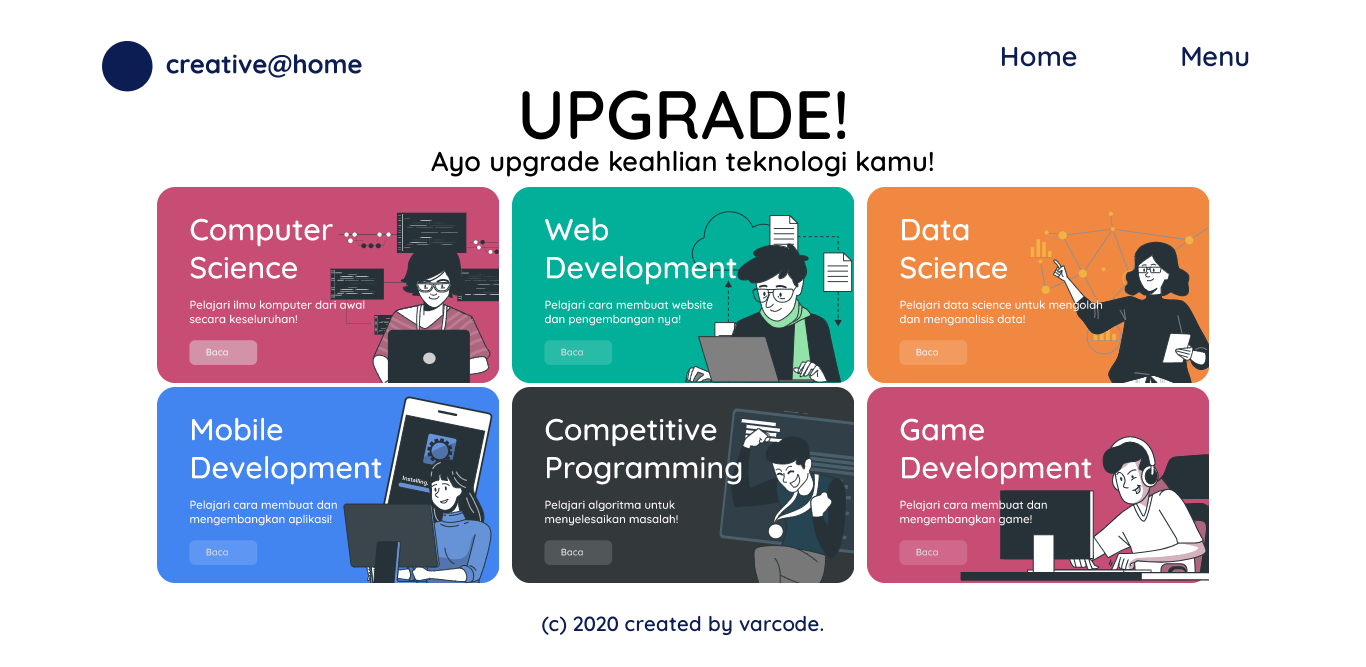 creative@home
Home
Menu
UPGRADE!
Ayo upgrade keahlian teknologi kamu!
Computer
Science
Pelajari ilmu komputer dari awal
secara keseluruhan!
Baca
Web
Development
Pelajari cara membuat website
dan pengembangan nya!
Baca
Data
Science
Pelajari data science untuk mengolah
dan menganalisis data!
Baca
Mobile
Development
Pelajari cara membuat dan
mengembangkan aplikasi!
Baca
Installing.
Competitive
Programming
Pelajari algoritma untuk
menyelesaikan masalah!
Baca
Game
Development
Pelajari cara membuat dan
mengembangkan game!
Baca
(c) 2020 created by varcode.